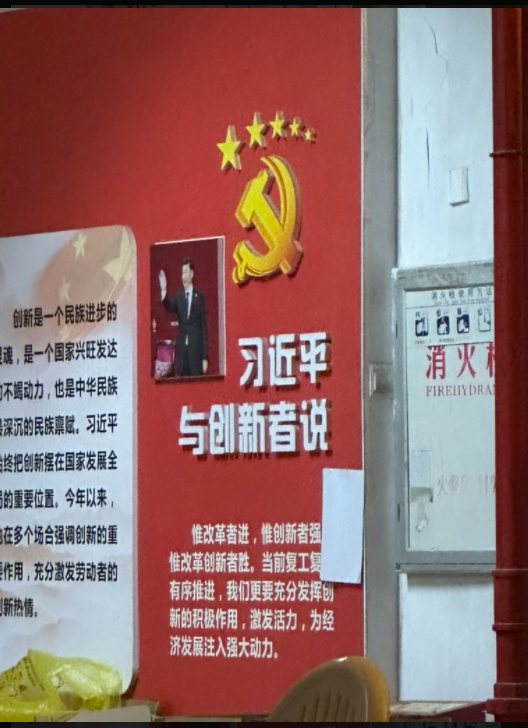 创新是一个民族进步的
魂，是一个国家兴旺发达
不竭动力，也是中华民族
深沉的民族禀赋。习近平
终把创新摆在国家发展全
的重要位置。今年以来，
在多个场合强调创新的重
作用，充分激发劳动者的
新热情。
习近平
与创新者说
惟改革者进，惟创新者强
惟改革创新者胜。当前复工复
有序推进，我们更要充分发挥创
新的积极作用，激发活力，为经
济发展注入强大动力。
消火栓使用方法
消火
FIREHYDRAN